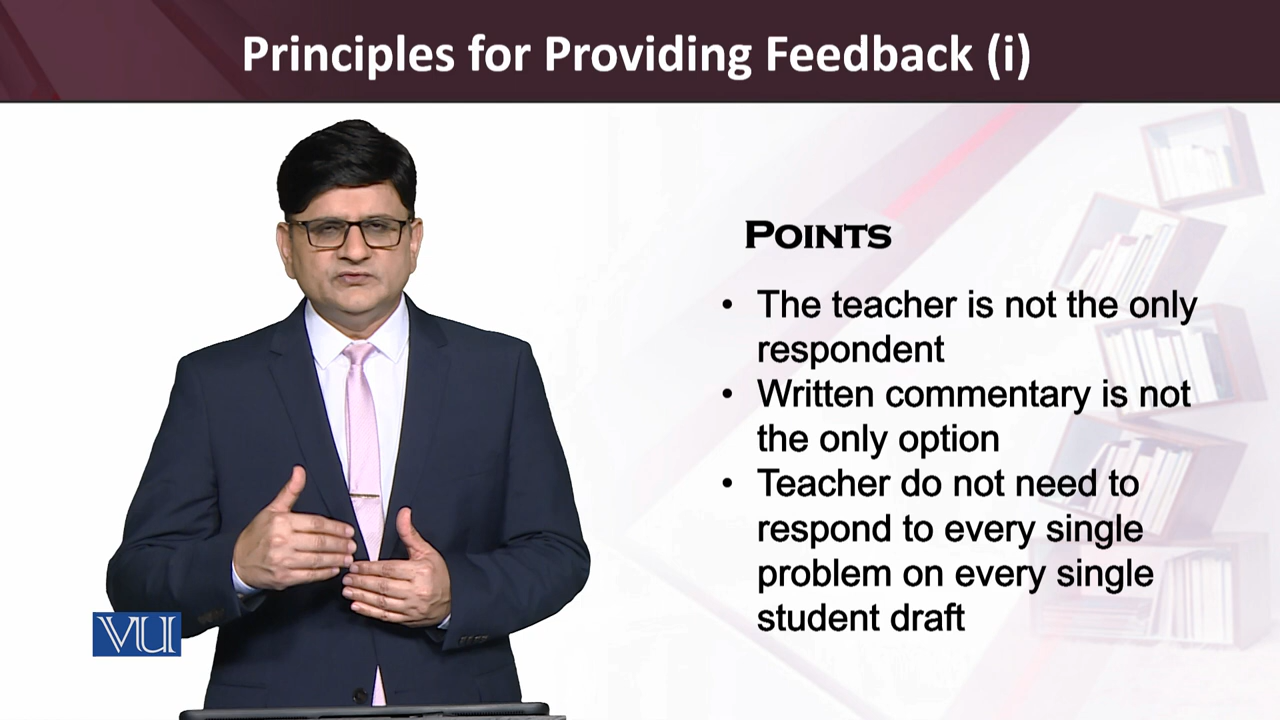 Principles for Providing Feedback (i)
POINTS
• The teacher is not the only
respondent
• Written commentary is not
the only option
• Teacher do not need to
respond to every single
problem on every single
student draft
VU